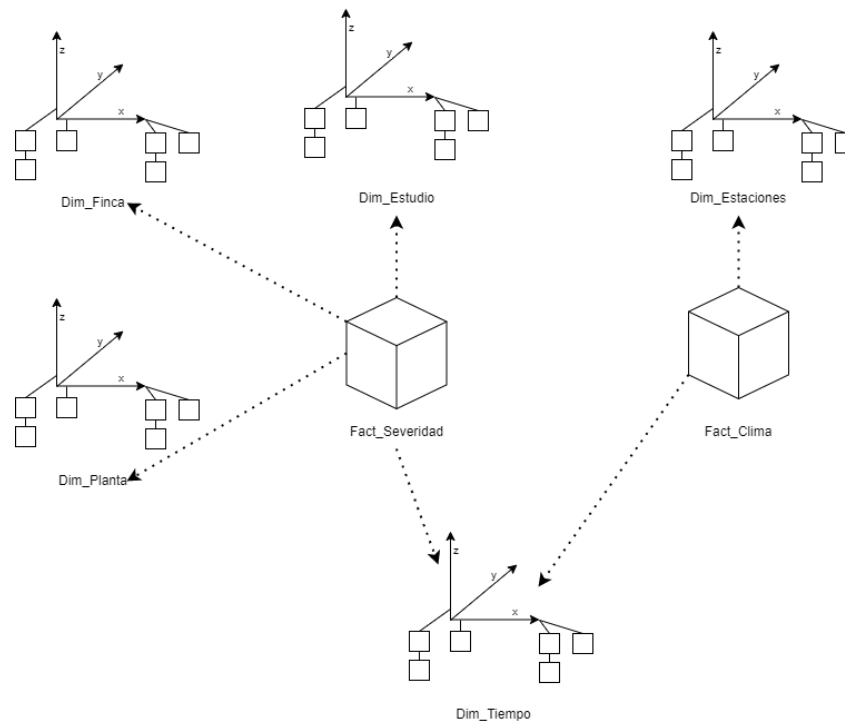 z
y
x
Dim_Finca
z
y
x
Dim_Estudio
z
y
x
Dim_Estaciones
z
y
x
Dim_Planta
Fact_Severidad
Fact_Clima
z
y
x
Dim_Tiempo